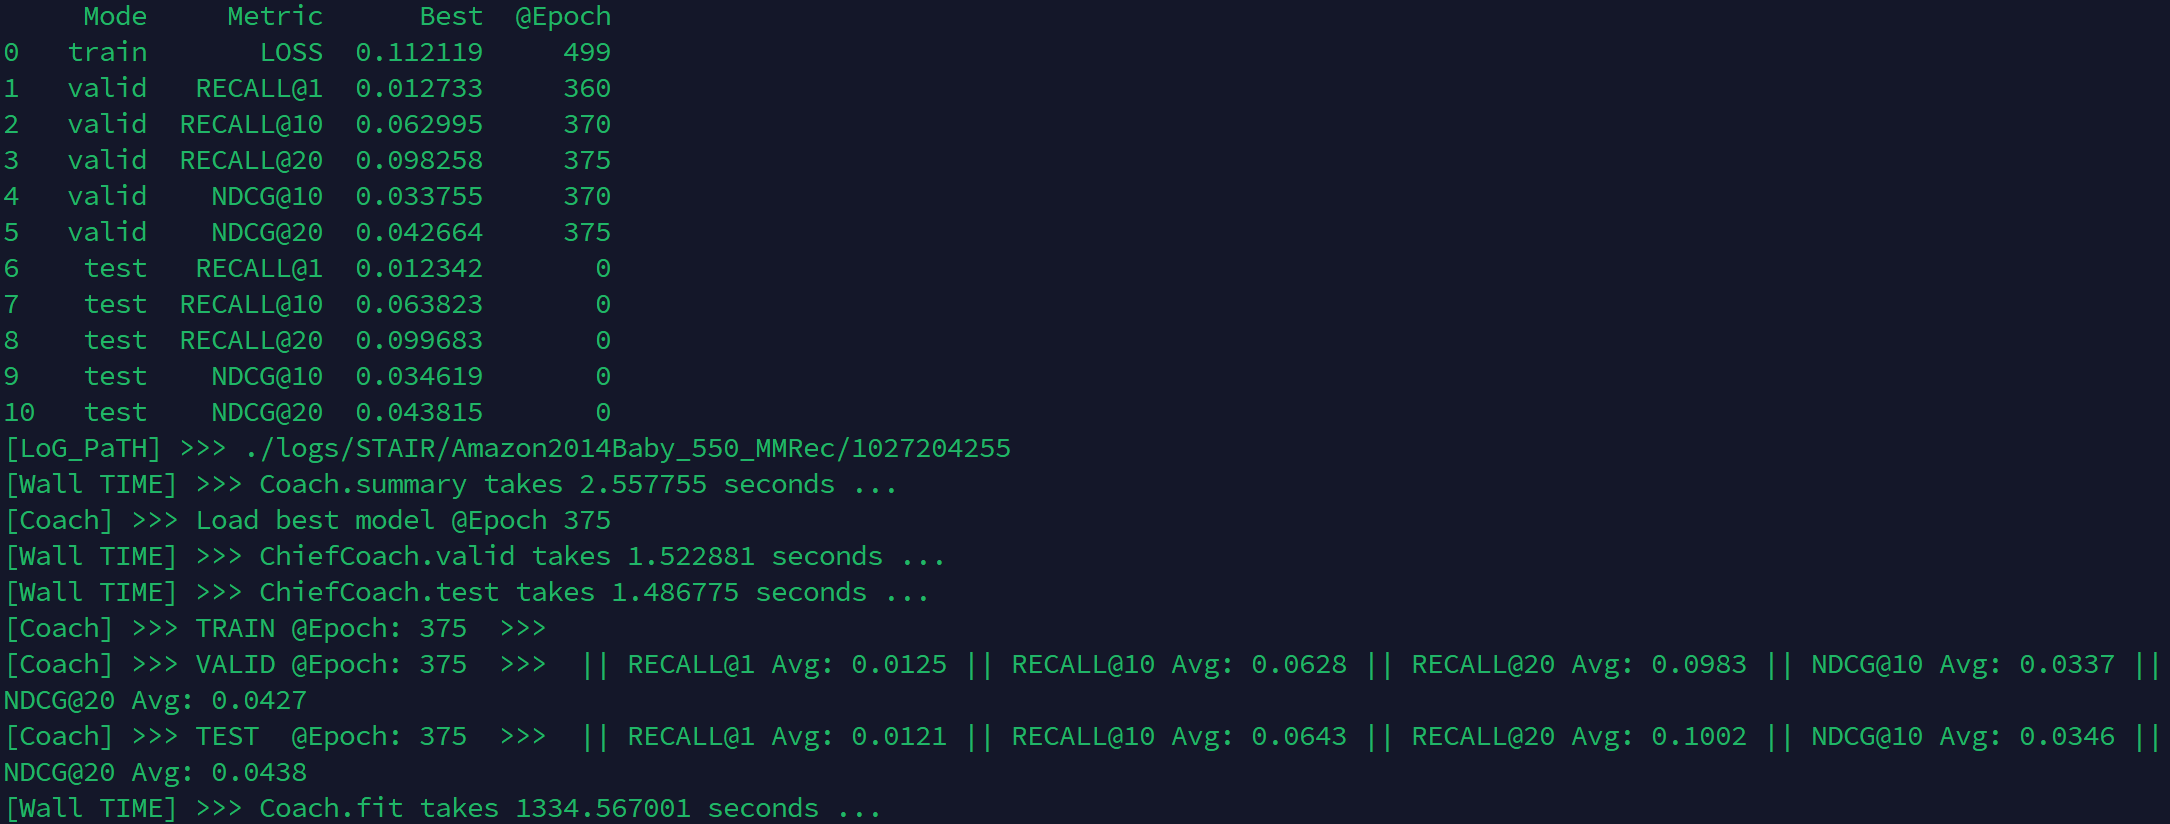 Mode Metric Best @Epoch
0 train LOSS 0.112119 499
1 valid RECALL@1 0.012733 360
2 valid RECALL@10 0.062995 370
3 valid RECALL@20 0.098258 375
4 valid NDCG@10 0.033755 370
5 valid NDCG@20 0.042664 375
6 test RECALL@1 0.012342 0
7 test RECALL@10 0.063823 0
8 test RECALL@20 0.099683 0
9 test NDCG@10 0.034619 0
10 test NDCG@20 0.043815 0
[LoG_PaTH] >>> ./logs/STAIR/Amazon2014Baby_550_MMRec/1027204255
[Wall TIME] >>> Coach.summary takes 2.557755 seconds ...
[Coach] >>> Load best model @Epoch 375
[Wall TIME] >>> ChiefCoach.valid takes 1.522881 seconds ...
[Wall TIME] >>> ChiefCoach.test takes 1.486775 seconds ...
[Coach] >>> TRAIN @Epoch: 375 >>>
[Coach] >>> VALID @Epoch: 375 >>> || RECALL@1 Avg: 0.0125 || RECALL@10 Avg: 0.0628 || RECALL@20 Avg: 0.0983 || NDCG@10 Avg: 0.0337 ||
NDCG@20 Avg: 0.0427
[Coach] >>> TEST @Epoch: 375 >>> || RECALL@1 Avg: 0.0121 || RECALL@10 Avg: 0.0643 || RECALL@20 Avg: 0.1002 || NDCG@10 Avg: 0.0346 ||
NDCG@20 Avg: 0.0438
[Wall TIME] >>> Coach.fit takes 1334.567001 seconds ...